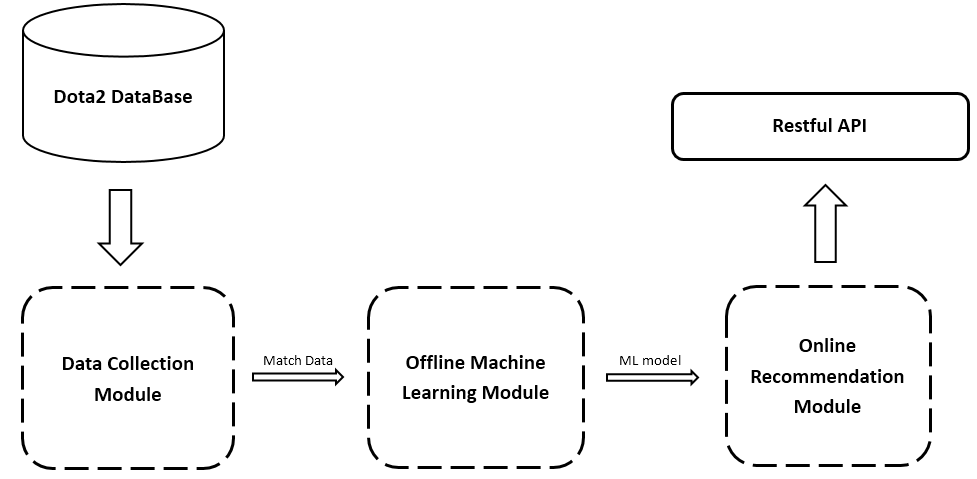 Dota2 DataBase
Restful API
Data Collection
Module
Match Data
Offline Machine
Learning Module
ML model
Online
Recommendation
Module